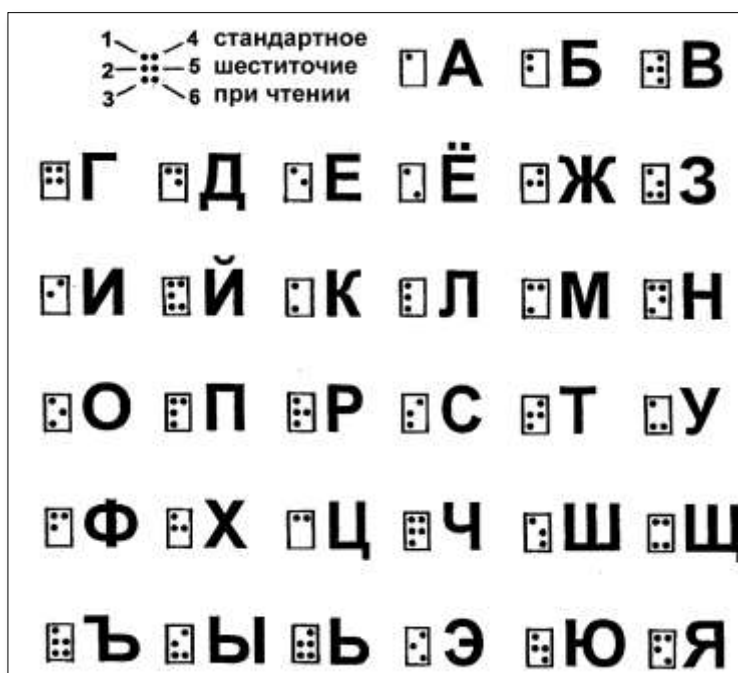 1 4 стандартное
2 5 шеститочие
3 6 при чтении
А Б В
Г Д Е Ё Ж З
И Й К Л М Н
О П Р С Т У
Ф Х Ц Ч Ш Щ
Ъ Ы Ь Э Ю Я